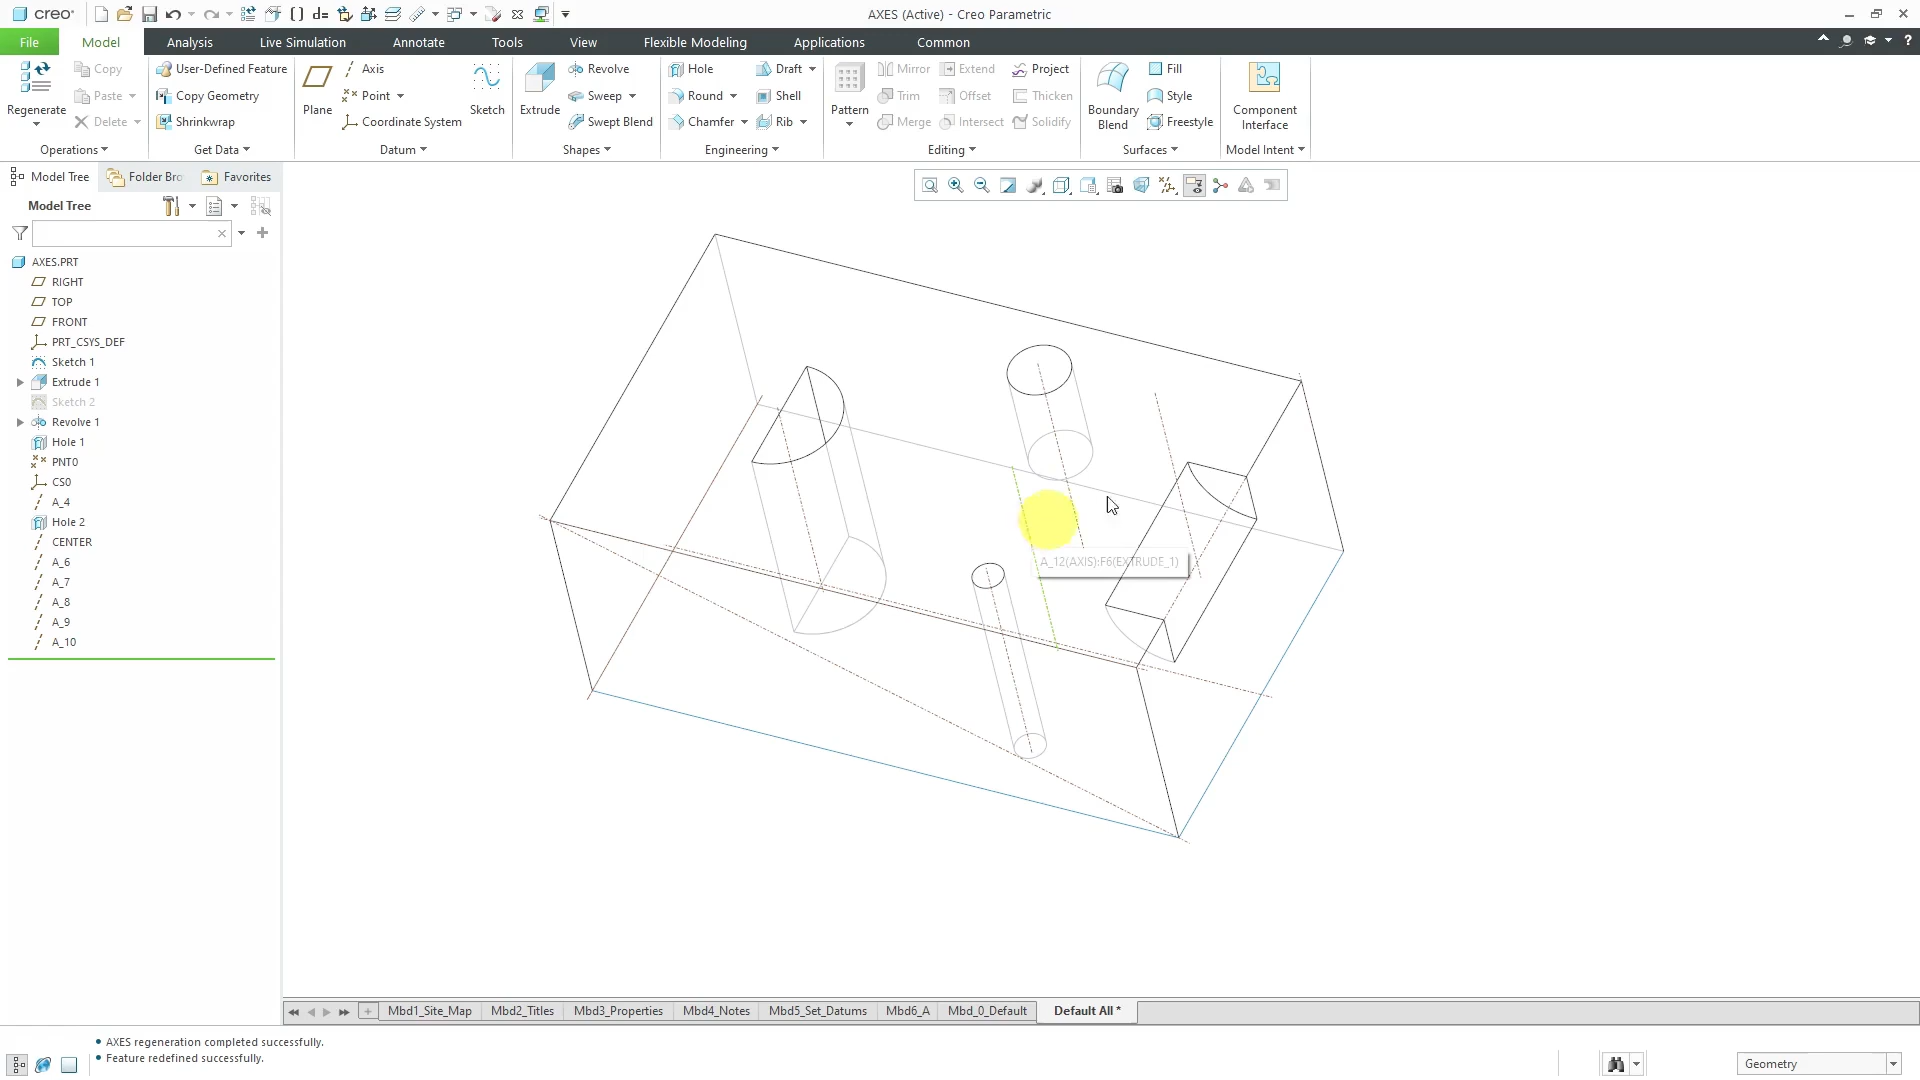 creo
AXES (Active) - Creo Parametric
File
Model
Analysis
Live Simulation
Annotate
Tools
View
Flexible Modeling
Applications
Common
Regenerate
Copy
Paste
Delete
Operations
User-Defined Feature
Copy Geometry
Shrinkwrap
Get Data
Plane
Axis
Point
Coordinate System
Sketch
Datum
Extrude
Revolve
Sweep
Swept Blend
Shapes
Hole
Round
Chamfer
Draft
Shell
Rib
Engineering
Pattern
Mirror
Trim
Merge
Extend
Offset
Intersect
Project
Thicken
Solidify
Editing
Boundary
Blend
Fill
Style
Freestyle
Surfaces
Component
Interface
Model Intent
Model Tree
Folder Bro
Favorites
Model Tree
AXES.PRT
RIGHT
TOP
FRONT
PRT_CSYS_DEF
Sketch 1
Extrude 1
Sketch 2
Revolve 1
Hole 1
PNT0
CS0
A_4
Hole 2
CENTER
A_6
A_7
A_8
A_9
A_10
A_12(AXIS):F6(EXTRUDE_1)
Mbd1_Site_Map
Mbd2_Titles
Mbd3_Properties
Mbd4_Notes
Mbd5_Set_Datums
Mbd6_A
Mbd_0_Default
Default All *
• AXES regeneration completed successfully.
• Feature redefined successfully.
Geometry